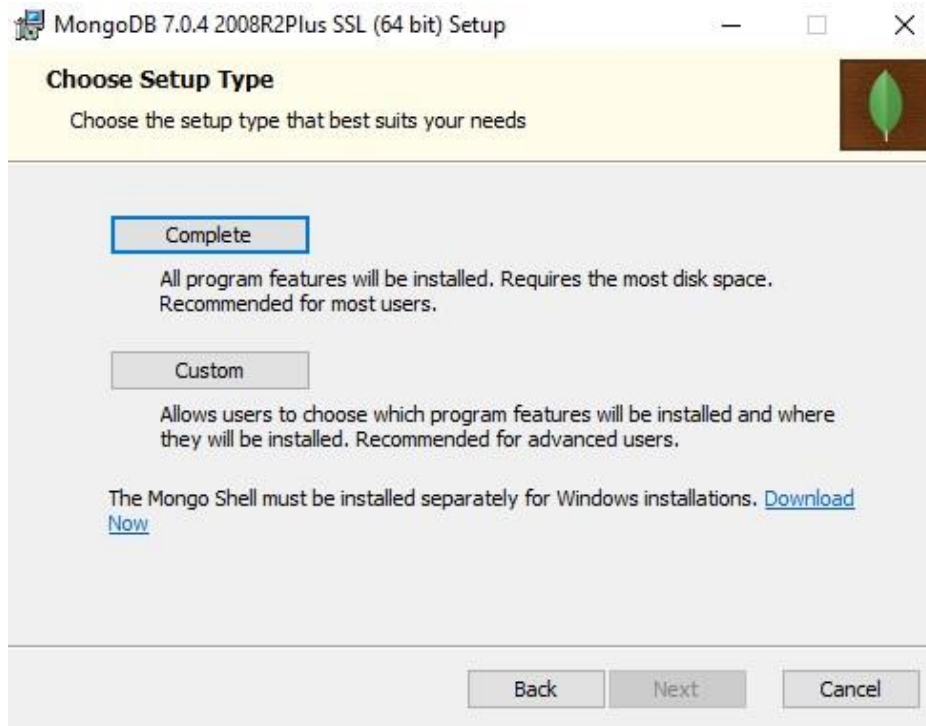 MongoDB 7.0.4 2008R2Plus SSL (64 bit) Setup
Choose Setup Type
Choose the setup type that best suits your needs
Complete
All program features will be installed. Requires the most disk space.
Recommended for most users.
Custom
Allows users to choose which program features will be installed and where
they will be installed. Recommended for advanced users.
The Mongo Shell must be installed separately for Windows installations. Download
Now
Back Next Cancel